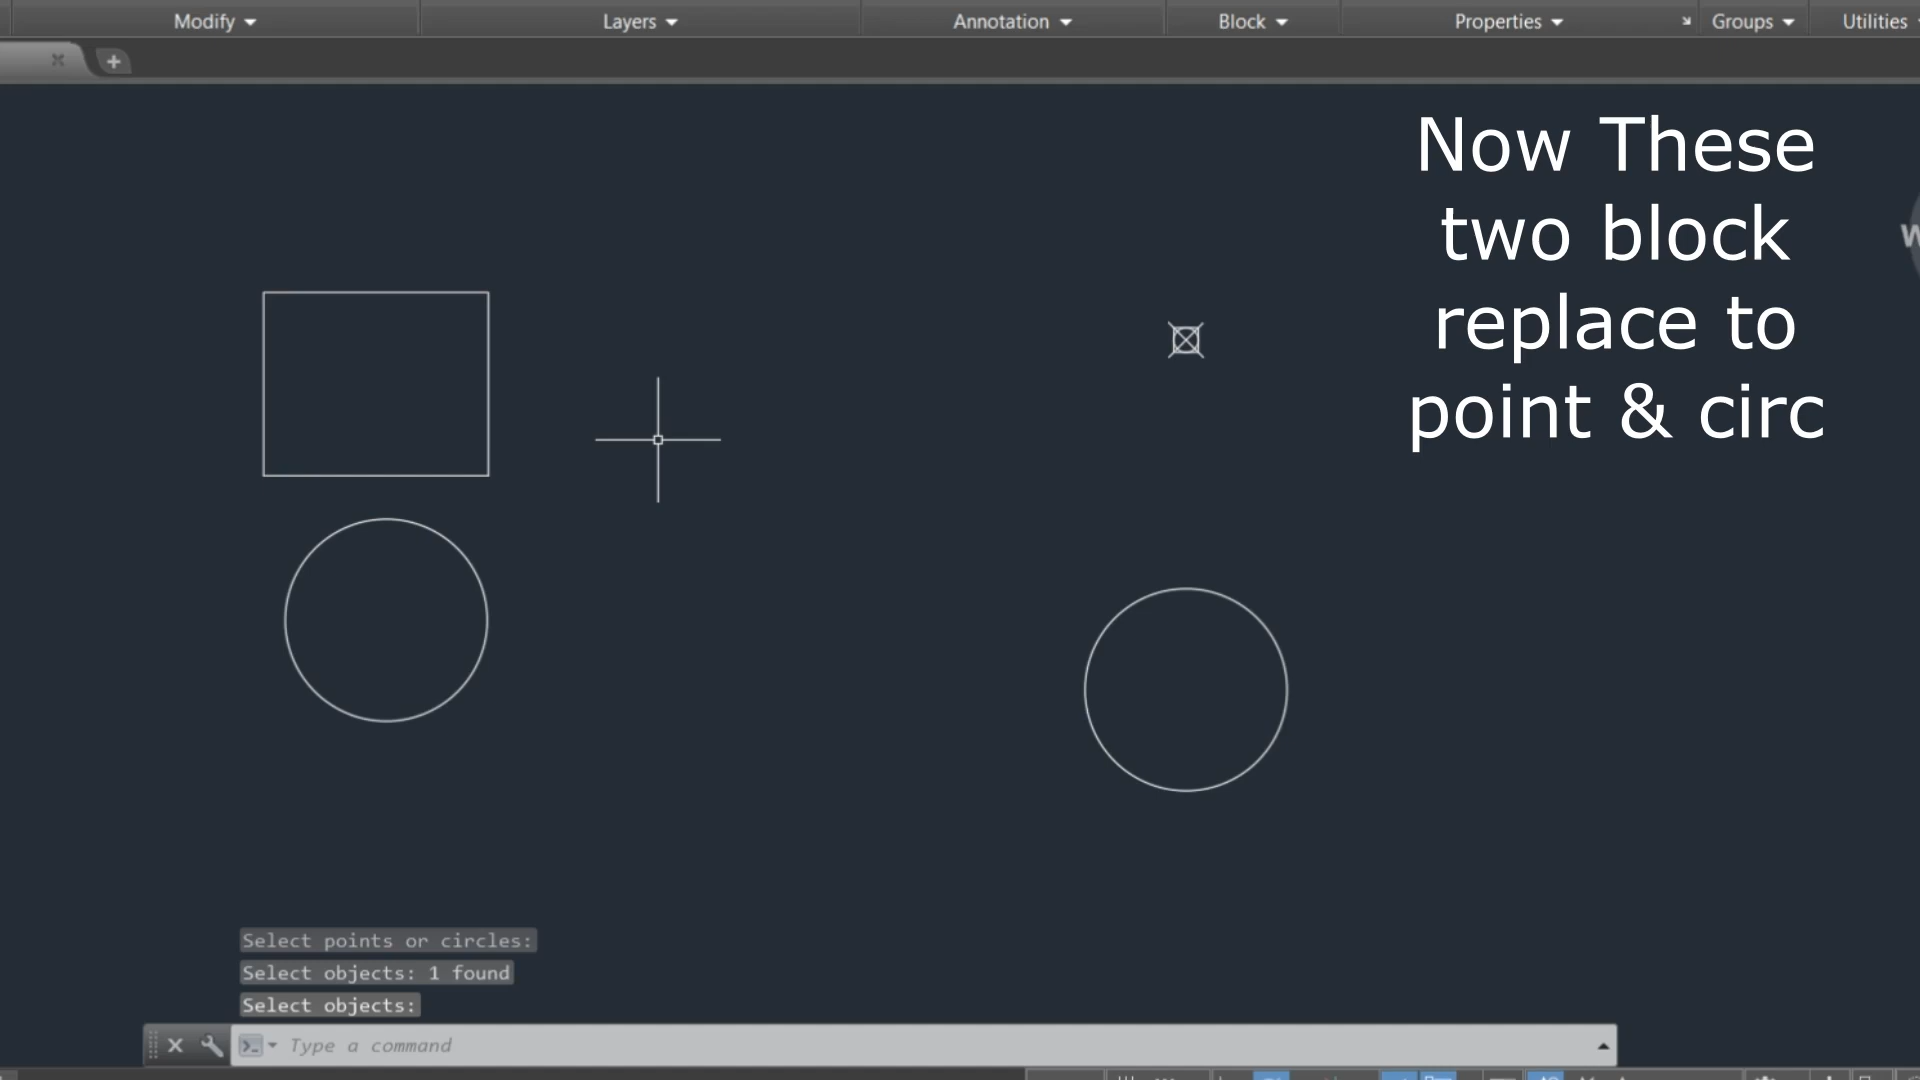 Modify Layers Annotation Block Properties Groups Utilities
Now These
two block
replace to
point & circ
Select points or circles:
Select objects: 1 found
Select objects:
Type a command